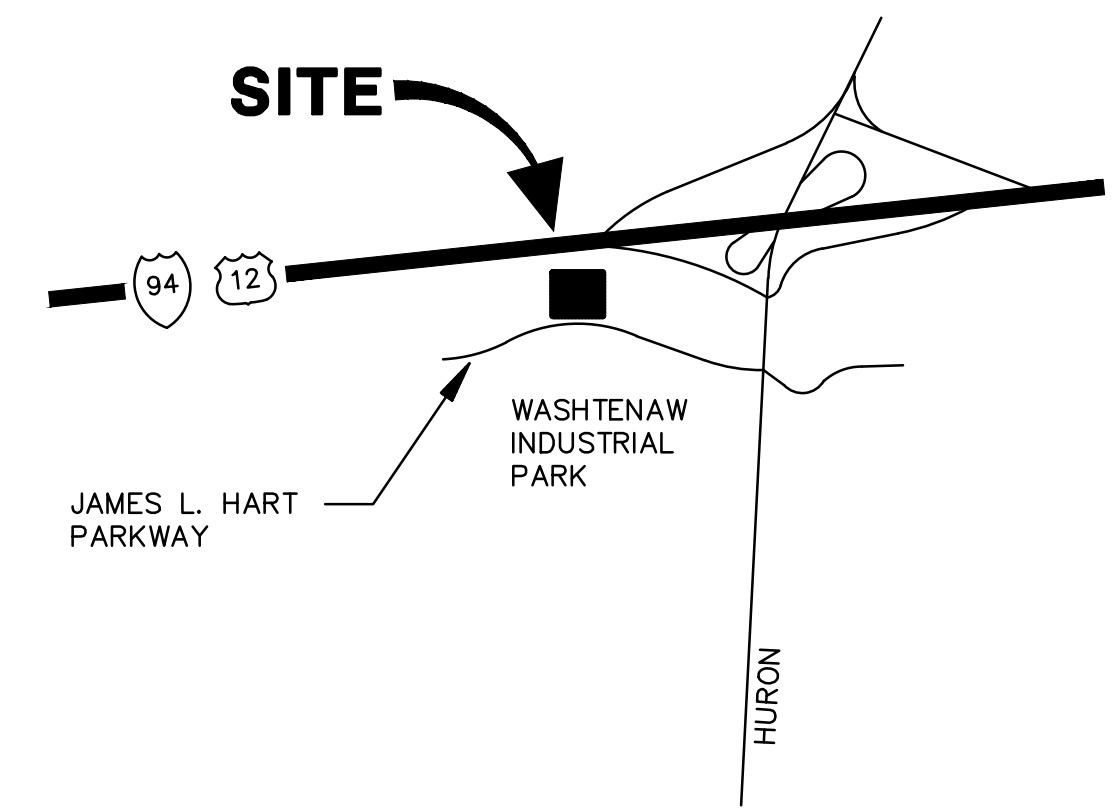 SITE
94
12
WASHTENAW
INDUSTRIAL
PARK
JAMES L. HART
PARKWAY
HURON